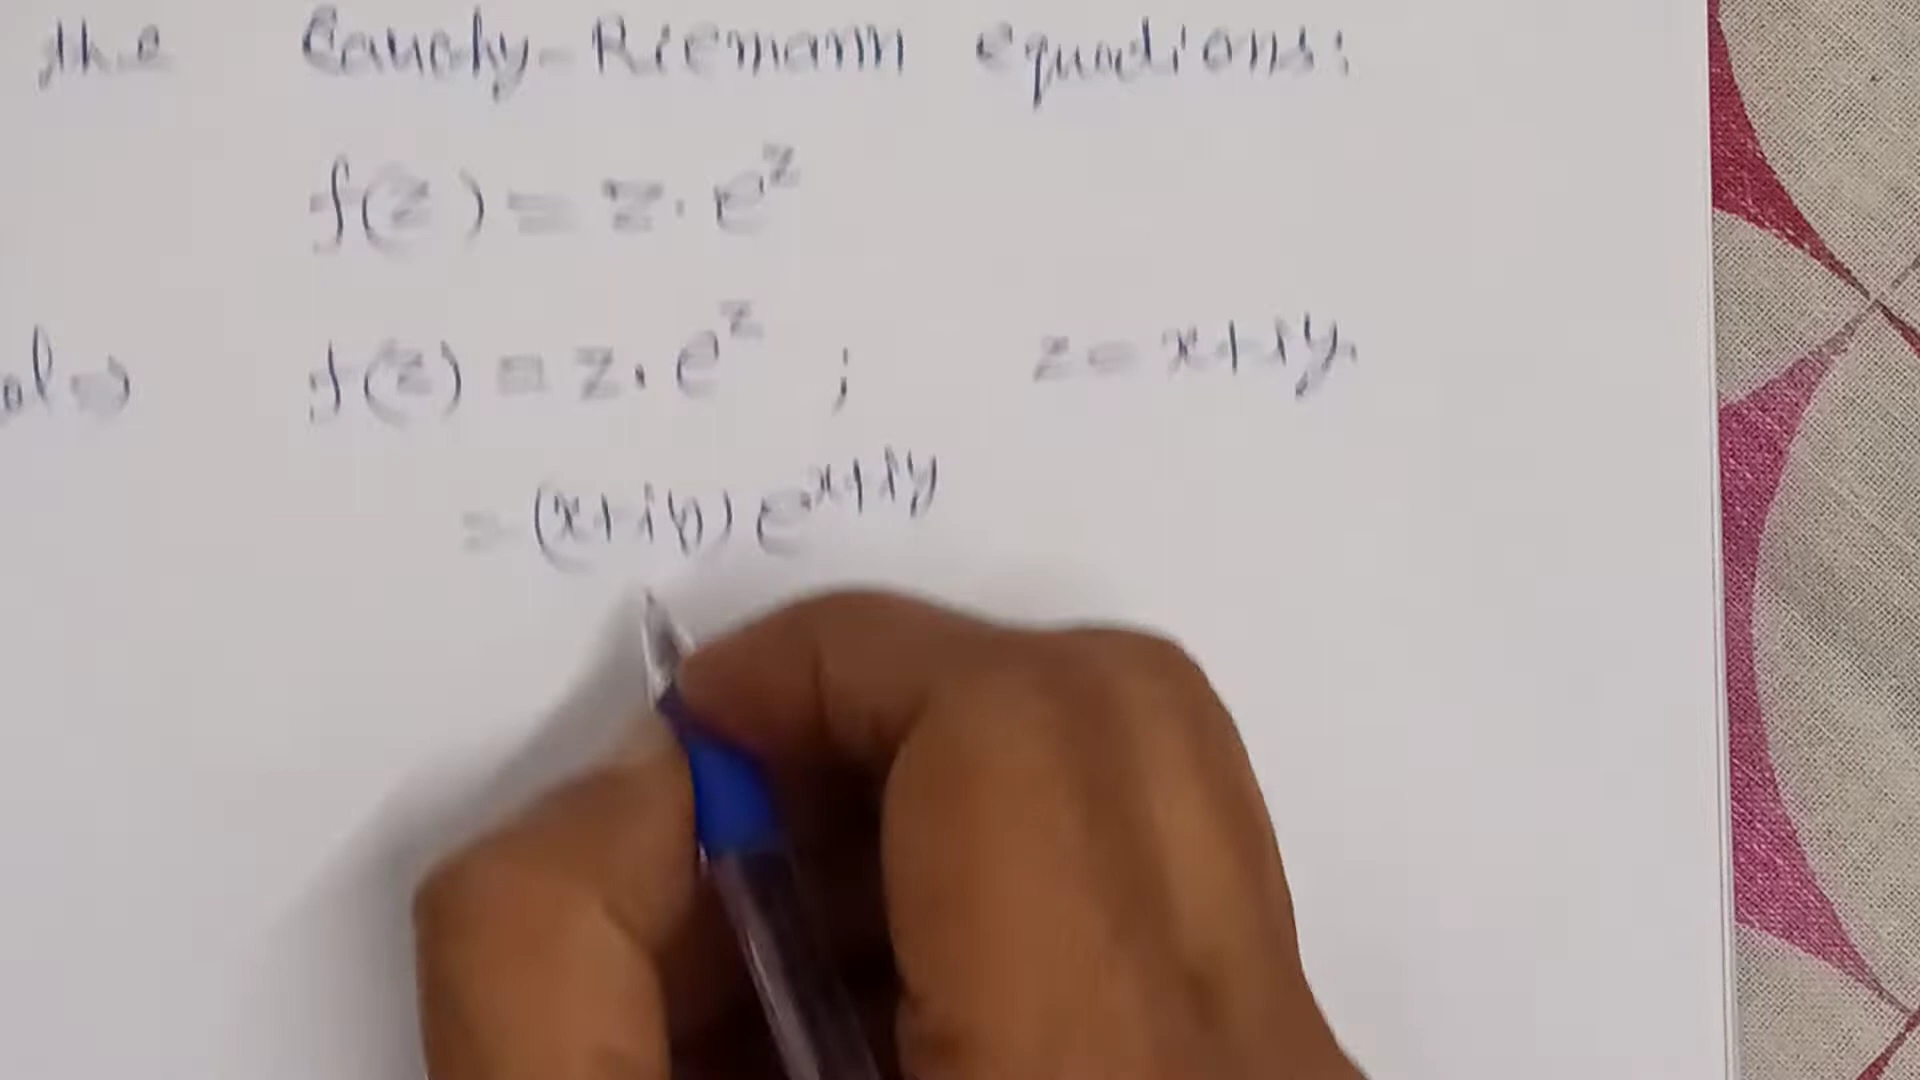 the Cauchy-Riemann equations:
f(z) = z. e^z
f(z) = z. e^z ; z = x+iy.
= (x+iy) e^x+iy